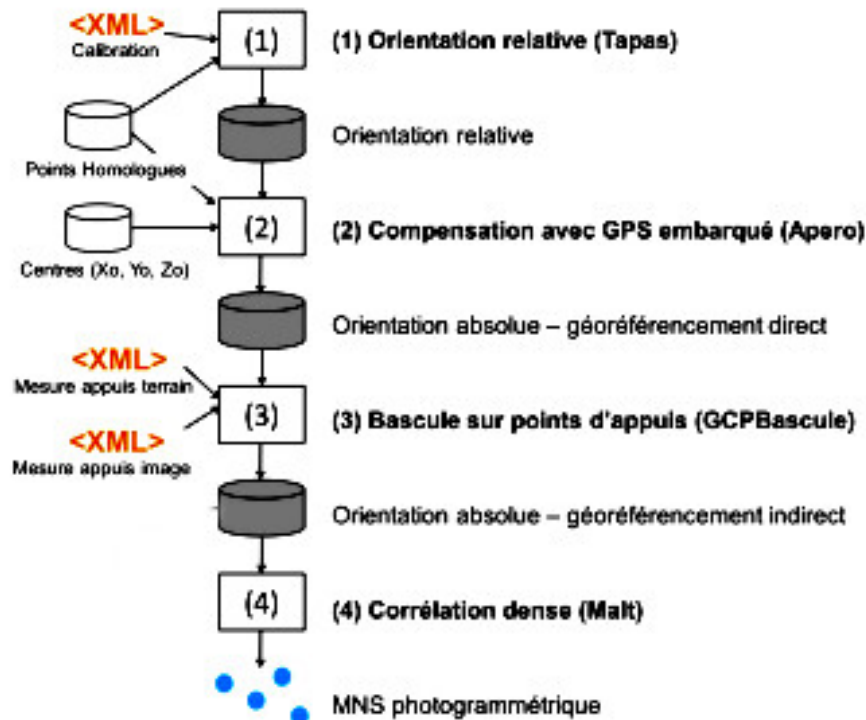 <XML>
Calibration
(1)
(1) Orientation relative (Tapas)
Orientation relative
Points Homologues
(2)
(2) Compensation avec GPS embarqué (Apero)
Centres (Xo, Yo, Zo)
Orientation absolue – géoréférencement direct
<XML>
Mesure appuis terrain
(3)
(3) Bascule sur points d'appuis (GCPBascule)
<XML>
Mesure appuis image
Orientation absolue – géoréférencement indirect
(4)
(4) Corrélation dense (Malt)
MNS photogrammétrique